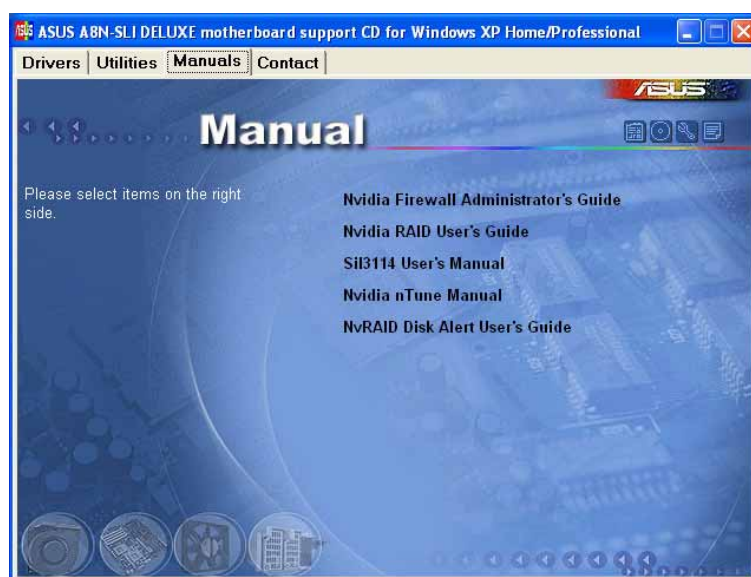 ASUS A8N-SLI DELUXE motherboard support CD for Windows XP Home/Professional
Drivers Utilities Manuals Contact
ASUS
Manual
Please select items on the right
side.
Nvidia Firewall Administrator's Guide
Nvidia RAID User's Guide
Sil3114 User's Manual
Nvidia nTune Manual
NvRAID Disk Alert User's Guide